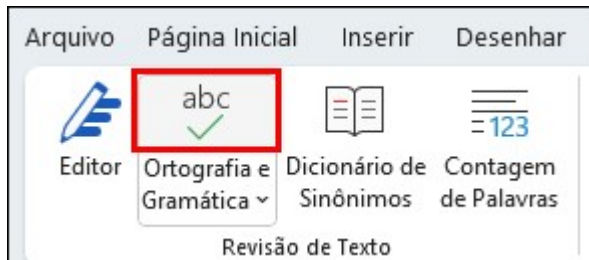 Arquivo Página Inicial Inserir Desenhar
abc
123
Editor Ortografia e Dicionário de Contagem
Gramática Sinônimos de Palavras
Revisão de Texto